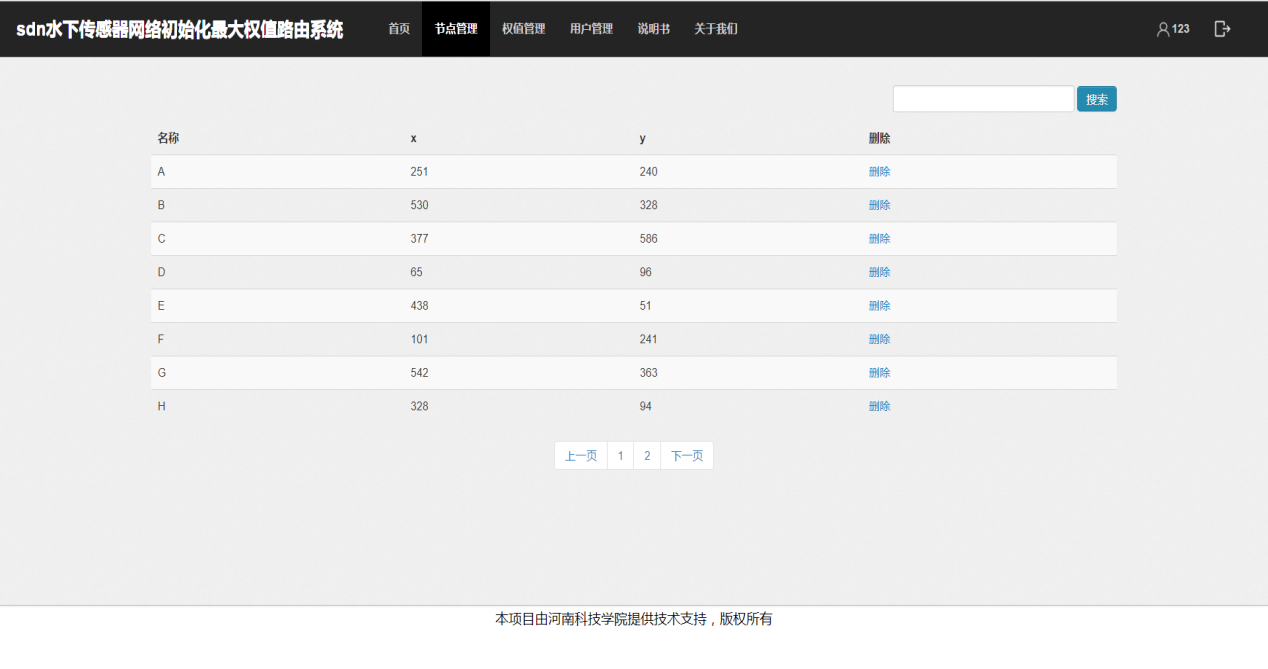 sdn水下传感器网络初始化最大权值路由系统 首页 节点管理 权值管理 用户管理 说明书 关于我们 123
搜索
名称 x y 删除
A 251 240 删除
B 530 328 删除
C 377 586 删除
D 65 96 删除
E 438 51 删除
F 101 241 删除
G 542 363 删除
H 328 94 删除
上一页 1 2 下一页
本项目由河南科技学院提供技术支持，版权所有